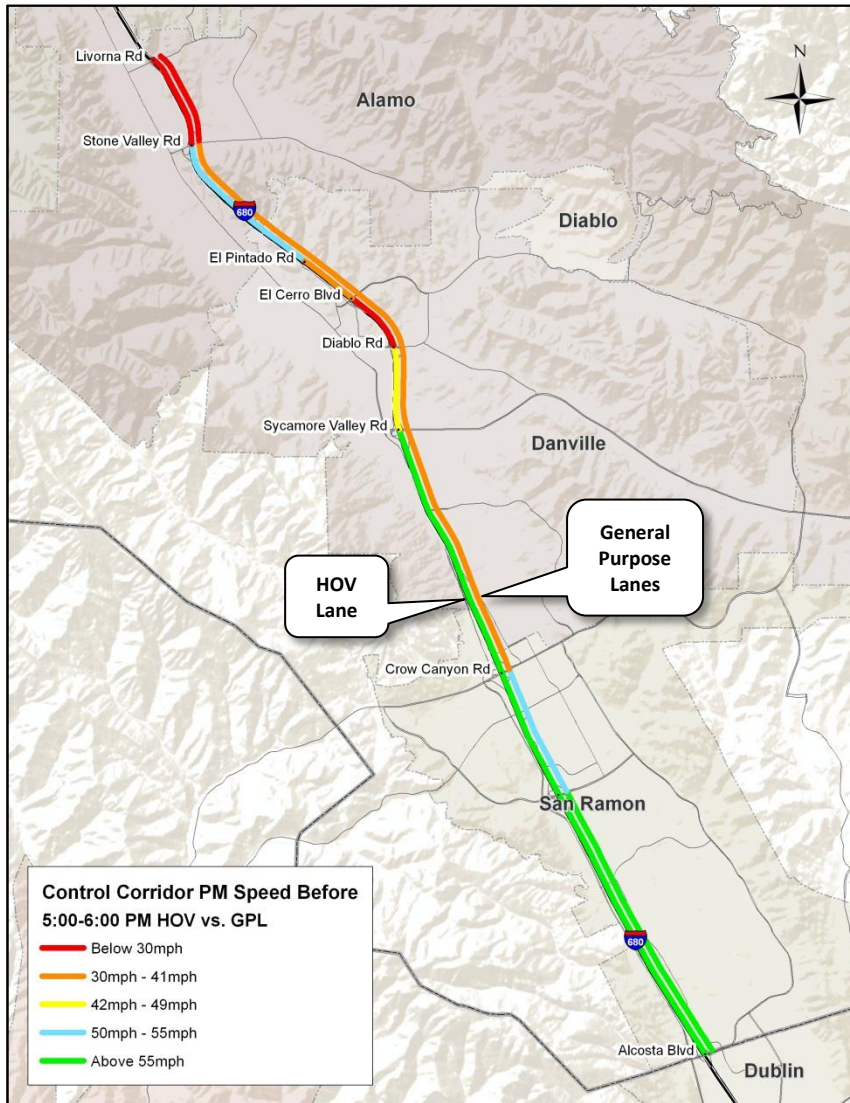 Livorna Rd
N
Alamo
Stone Valley Rd
Diablo
680
El Pintado Rd
El Cerro Blvd
Diablo Rd
Sycamore Valley Rd
Danville
General
Purpose
Lanes
HOV
Lane
Crow Canyon Rd
San Ramon
Control Corridor PM Speed Before
5:00-6:00 PM HOV vs. GPL
Below 30mph
30mph - 41mph
42mph - 49mph
50mph - 55mph
Above 55mph
680
Alcosta Blvd
Dublin